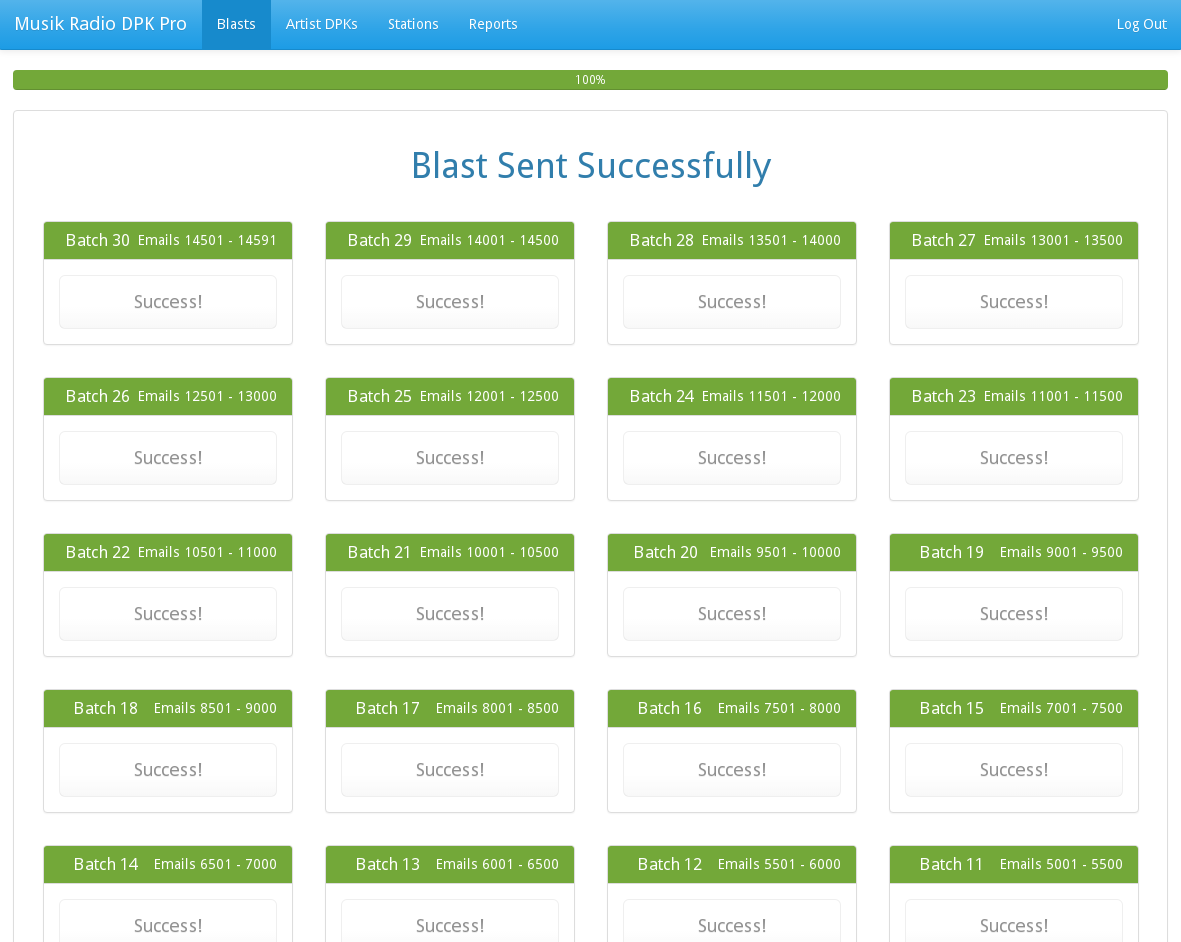 Musik Radio DPK Pro Blasts Artist DPKs Stations Reports Log Out
100%
Blast Sent Successfully
Batch 30 Emails 14501 - 14591 Batch 29 Emails 14001 - 14500 Batch 28 Emails 13501 - 14000 Batch 27 Emails 13001 - 13500
Success! Success! Success! Success!
Batch 26 Emails 12501 - 13000 Batch 25 Emails 12001 - 12500 Batch 24 Emails 11501 - 12000 Batch 23 Emails 11001 - 11500
Success! Success! Success! Success!
Batch 22 Emails 10501 - 11000 Batch 21 Emails 10001 - 10500 Batch 20 Emails 9501 - 10000 Batch 19 Emails 9001 - 9500
Success! Success! Success! Success!
Batch 18 Emails 8501 - 9000 Batch 17 Emails 8001 - 8500 Batch 16 Emails 7501 - 8000 Batch 15 Emails 7001 - 7500
Success! Success! Success! Success!
Batch 14 Emails 6501 - 7000 Batch 13 Emails 6001 - 6500 Batch 12 Emails 5501 - 6000 Batch 11 Emails 5001 - 5500
Success! Success! Success! Success!